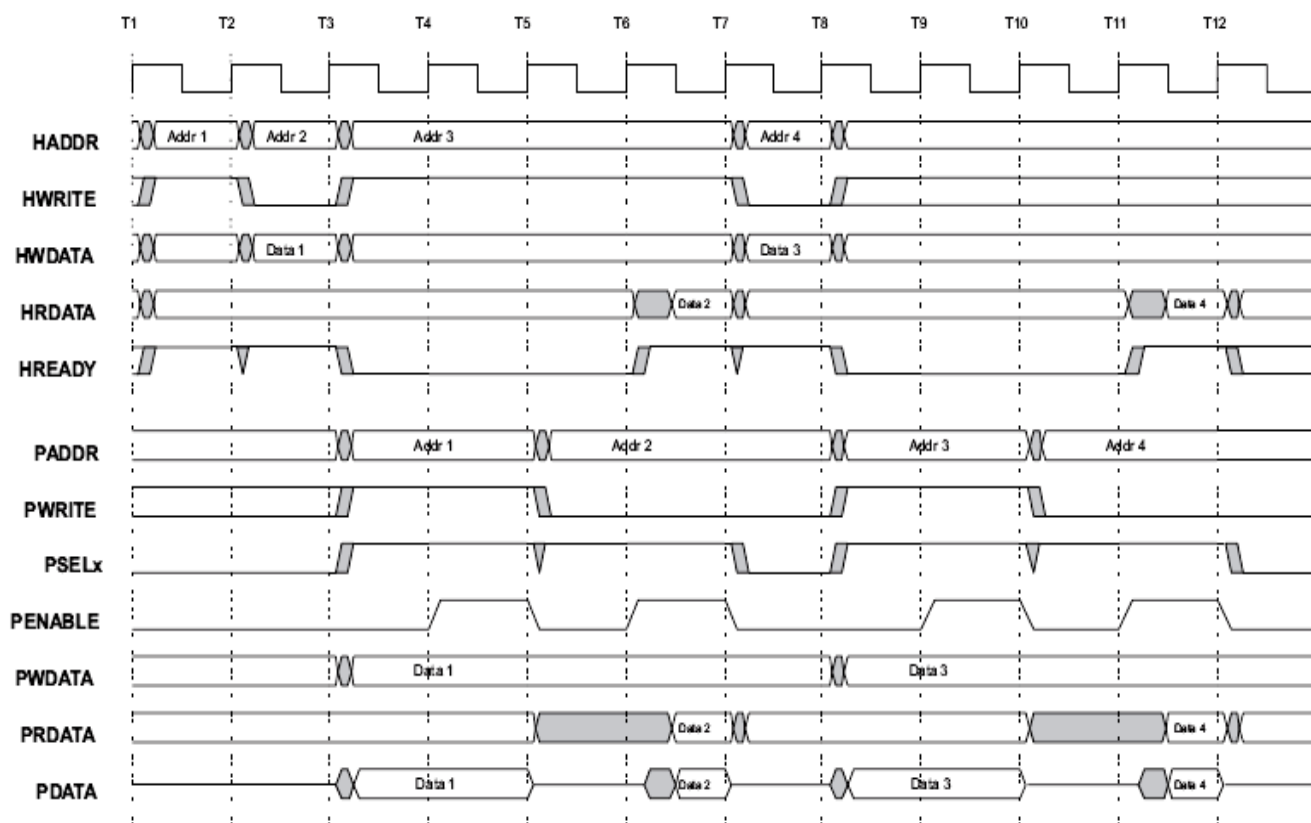 T1 T2 T3 T4 T5 T6 T7 T8 T9 T10 T11 T12
HADDR Addr 1 Addr 2 Addr 3 Addr 4
HWRITE
HWDATA Data 1 Data 3
HRDATA Data 2 Data 4
HREADY
PADDR Addr 1 Addr 2 Addr 3 Addr 4
PWRITE
PSELx
PENABLE
PWDATA Data 1 Data 3
PRDATA Data 2 Data 4
PDATA Data 1 Data 2 Data 3 Data 4